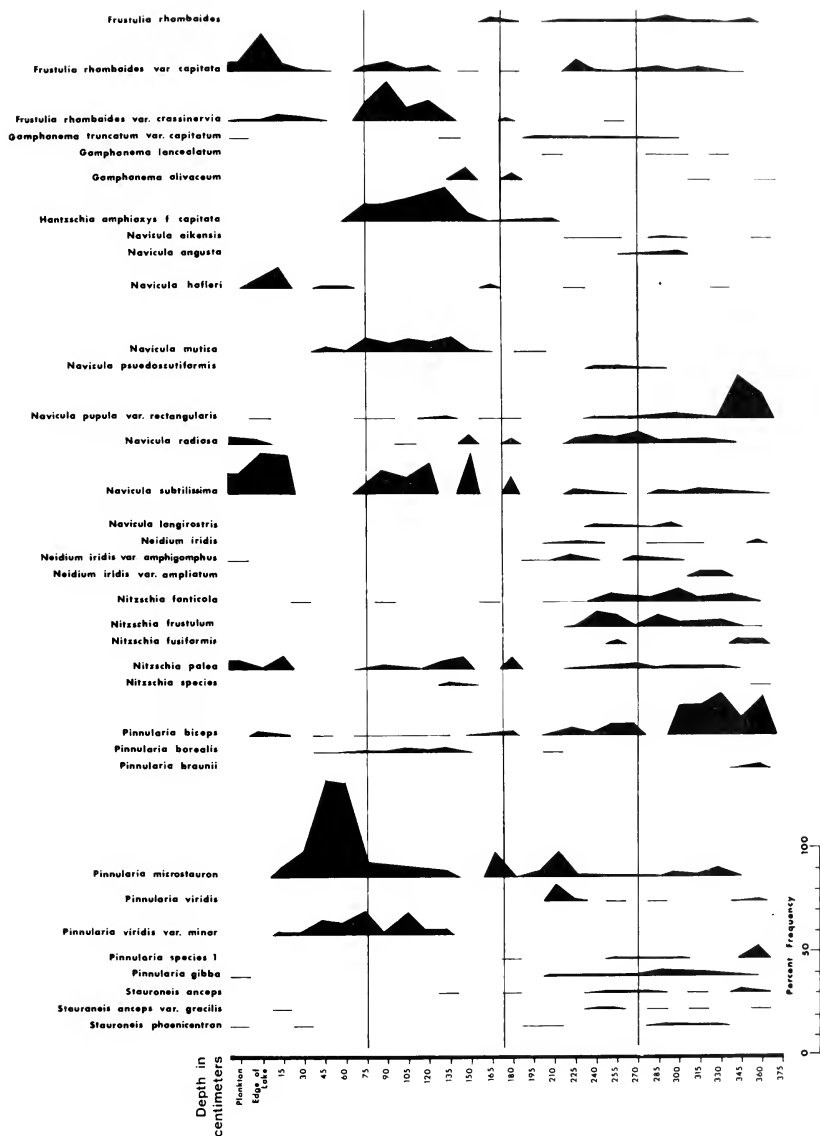 Frustulia rhomboides
Frustulia rhomboides var capitata
Frustulia rhomboides var. crassinervia
Gomphonema truncatum var. capitatum
Gomphonema lanceolatum
Gomphonema olivaceum
Hantzschia amphioxys f capitata
Navicula aikensis
Navicula angusta
Navicula hofleri
Navicula mutica
Navicula psuedoscutiformis
Navicula pupula var. rectangularis
Navicula radiosa
Navicula subtilissima
Navicula longirostris
Neidium iridis
Neidium iridis var amphigomphus
Neidium iridis var. ampliatum
Nitzschia fonticola
Nitzschia frustulum
Nitzschia fusiformis
Nitzschia palea
Nitzschia species
Pinnularia biceps
Pinnularia borealis
Pinnularia braunii
Pinnularia microstauron
Pinnularia viridis
Pinnularia viridis var. minor
Pinnularia species 1
Pinnularia gibba
Stauroneis anceps
Stauroneis anceps var. gracilis
Stauroneis phoenicentron
100
50
0
Percent Frequency
Depth in
centimeters
Plankton
Edge of
Lake
15
30
45
60
75
90
105
120
135
150
165
180
195
210
225
240
255
270
285
300
315
330
345
360
375